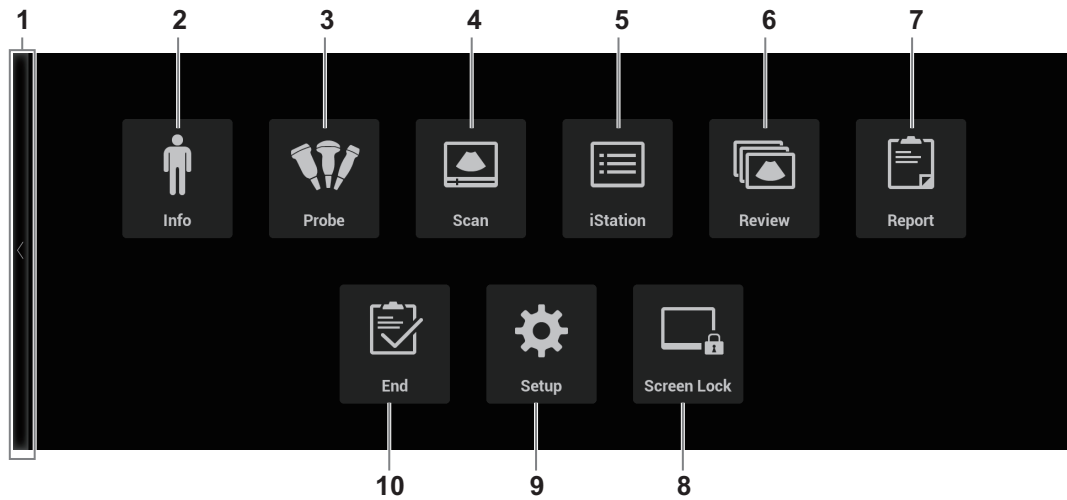 1 2 3 4 5 6 7
Info Probe Scan iStation Review Report
End Setup Screen Lock
10 9 8